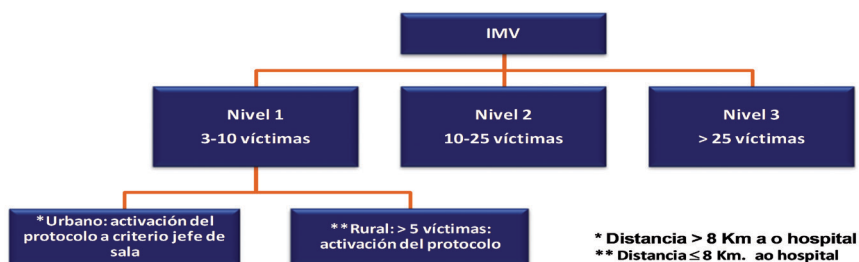 IMV
Nivel 1
3-10 víctimas
Nivel 2
10-25 víctimas
Nivel 3
> 25 víctimas
*Urbano: activación del
protocolo a criterio jefe de
sala
**Rural: > 5 víctimas:
activación del protocolo
* Distancia > 8 Km a o hospital
** Distancia ≤ 8 Km. ao hospital